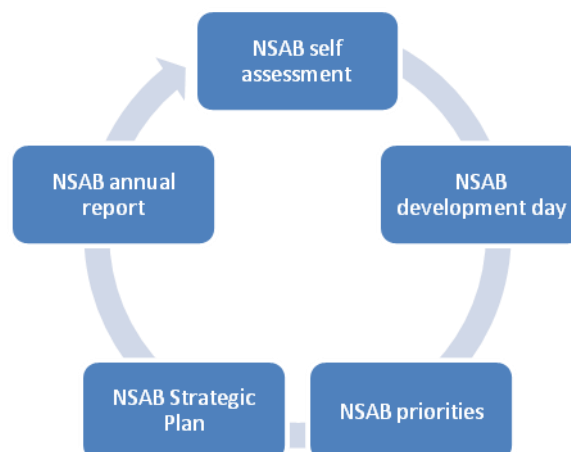 NSAB self
assessment
NSAB
development day
NSAB priorities
NSAB Strategic
Plan
NSAB annual
report